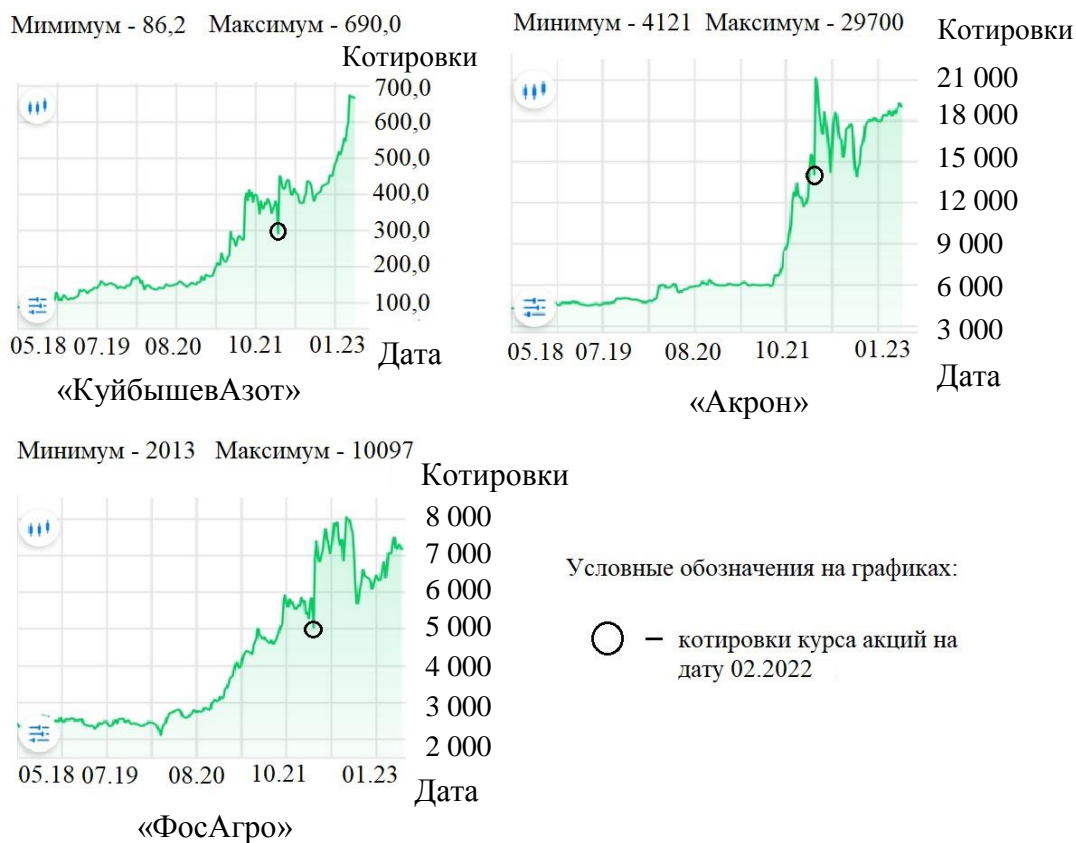 Мимимум - 86,2 Максимум - 690,0
Котировки
700,0
600,0
500,0
400,0
300,0
200,0
100,0
05.18 07.19 08.20 10.21 01.23
Дата
«КуйбышевАзот»
Минимум - 4121 Максимум - 29700
Котировки
21 000
18 000
15 000
12 000
9 000
6 000
3 000
05.18 07.19 08.20 10.21 01.23
Дата
«Акрон»
Минимум - 2013 Максимум - 10097
Котировки
8 000
7 000
6 000
5 000
4 000
3 000
2 000
05.18 07.19 08.20 10.21 01.23
Дата
«ФосАгро»
Условные обозначения на графиках:
– котировки курса акций на
дату 02.2022